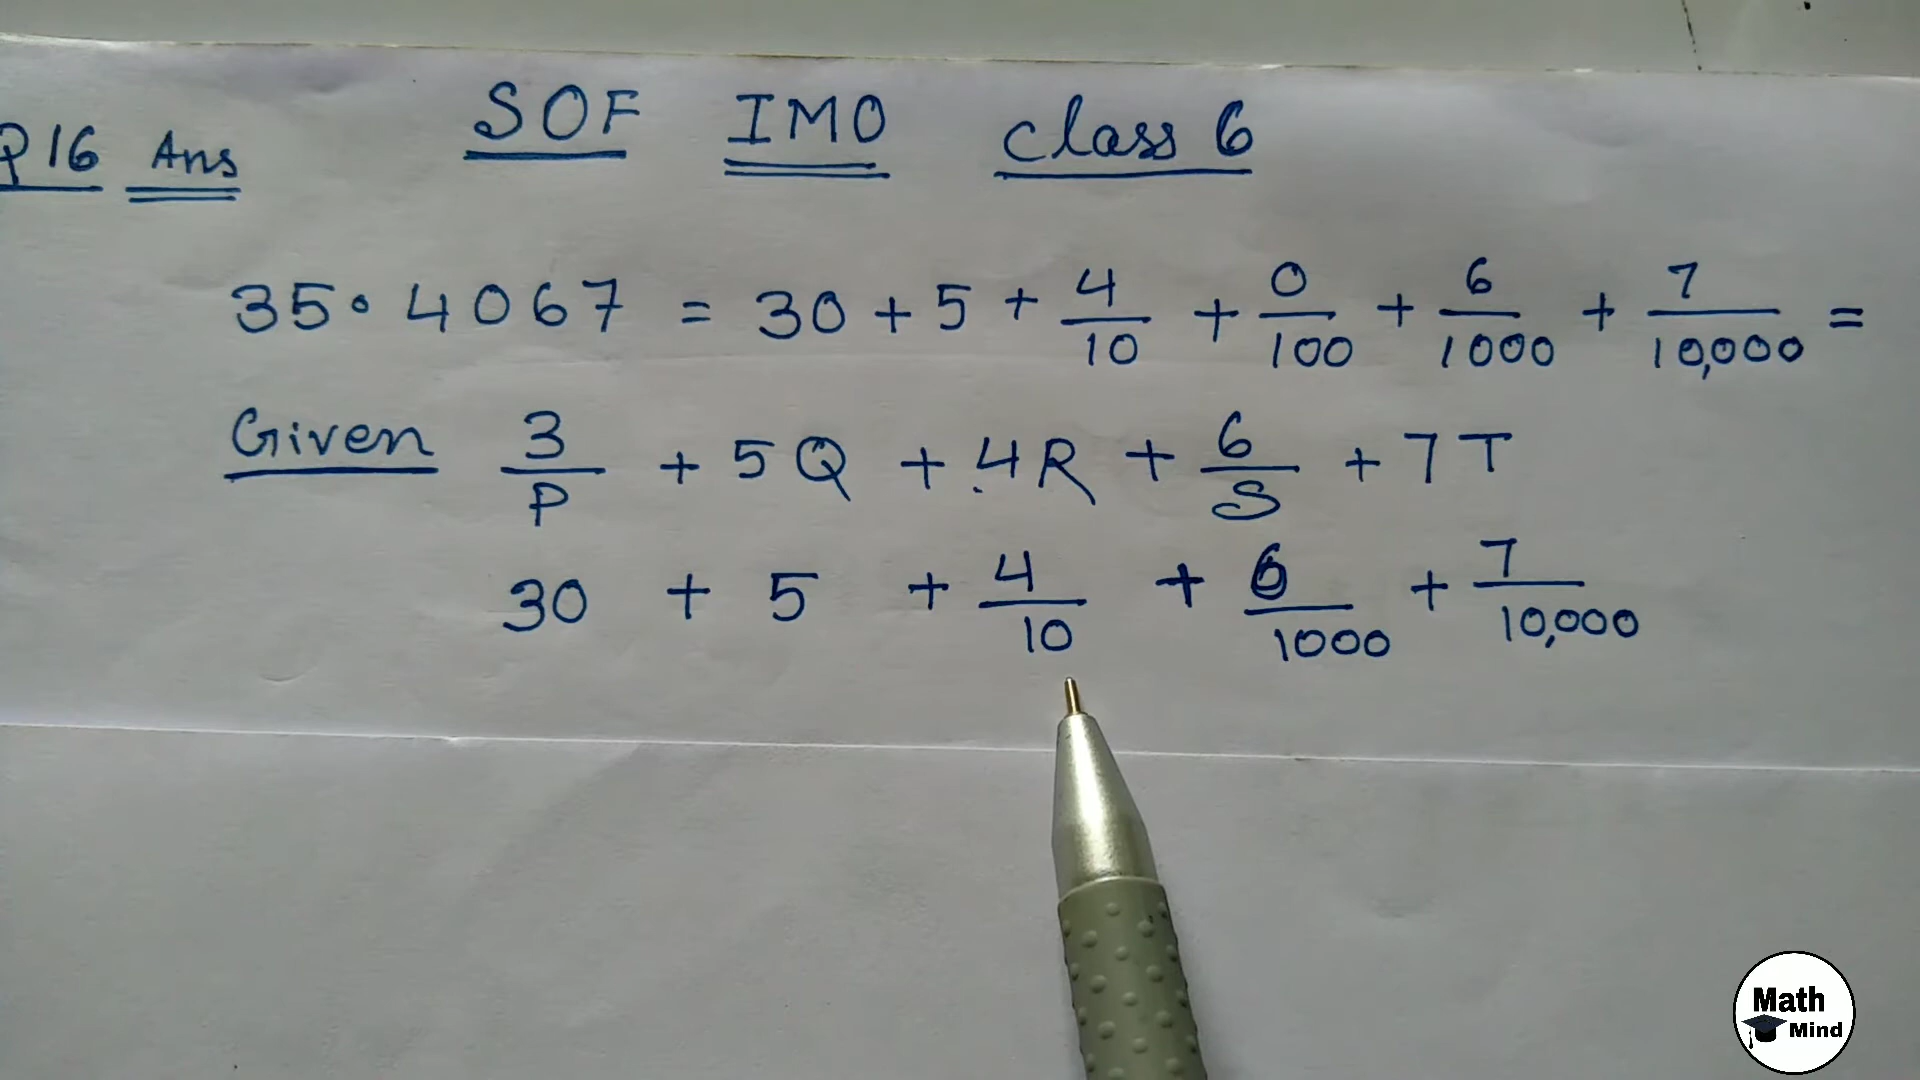 SOF IMO Class 6
Q16 Ans
35.4067 = 30 + 5 + 4/10 + 0/100 + 6/1000 + 7/10,000 =
Given 3/P + 5Q + .4R + 6/S + 7T
30 + 5 + 4/10 + 6/1000 + 7/10,000
Math
Mind